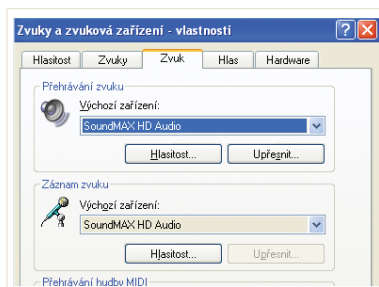 Zvuky a zvuková zařízení - vlastnosti
Hlasitost Zvuky Zvuk Hlas Hardware
Přehrávání zvuku
Výchozí zařízení:
SoundMAX HD Audio
Hlasitost... Upřesnit...
Záznam zvuku
Výchozí zařízení:
SoundMAX HD Audio
Hlasitost... Upřesnit...
Přehrávání hudby MIDI